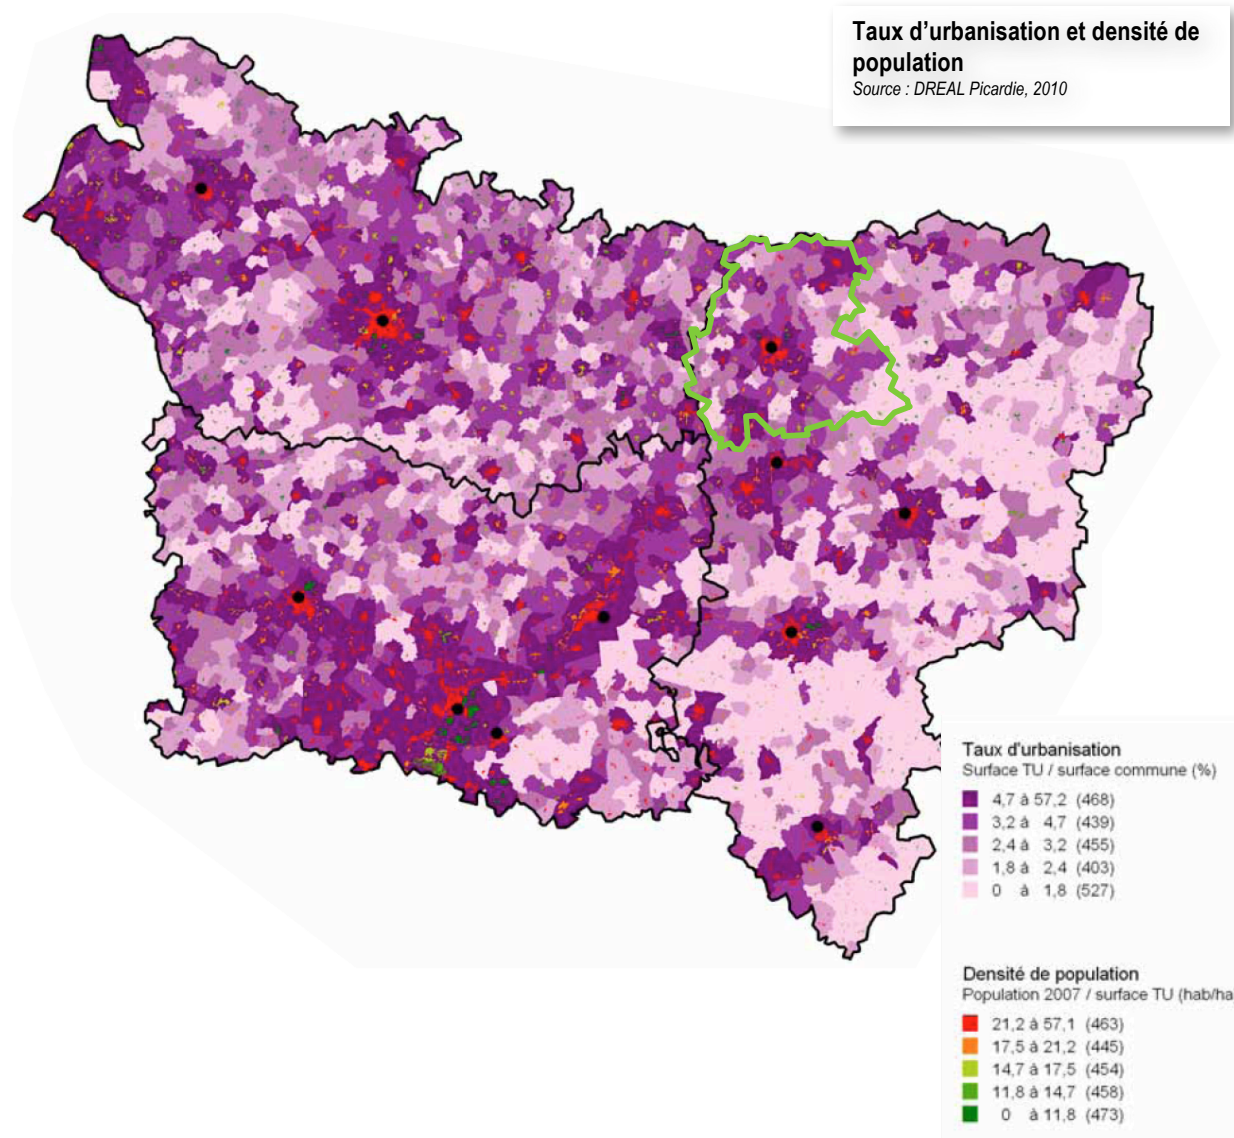 Taux d'urbanisation et densité de
population
Source : DREAL Picardie, 2010
Taux d'urbanisation
Surface TU / surface commune (%)
4,7 à 57,2 (468)
3,2 à 4,7 (439)
2,4 à 3,2 (455)
1,8 à 2,4 (403)
0 à 1,8 (527)
Densité de population
Population 2007 / surface TU (hab/ha
21,2 à 57,1 (463)
17,5 à 21,2 (445)
14,7 à 17,5 (454)
11,8 à 14,7 (458)
0 à 11,8 (473)